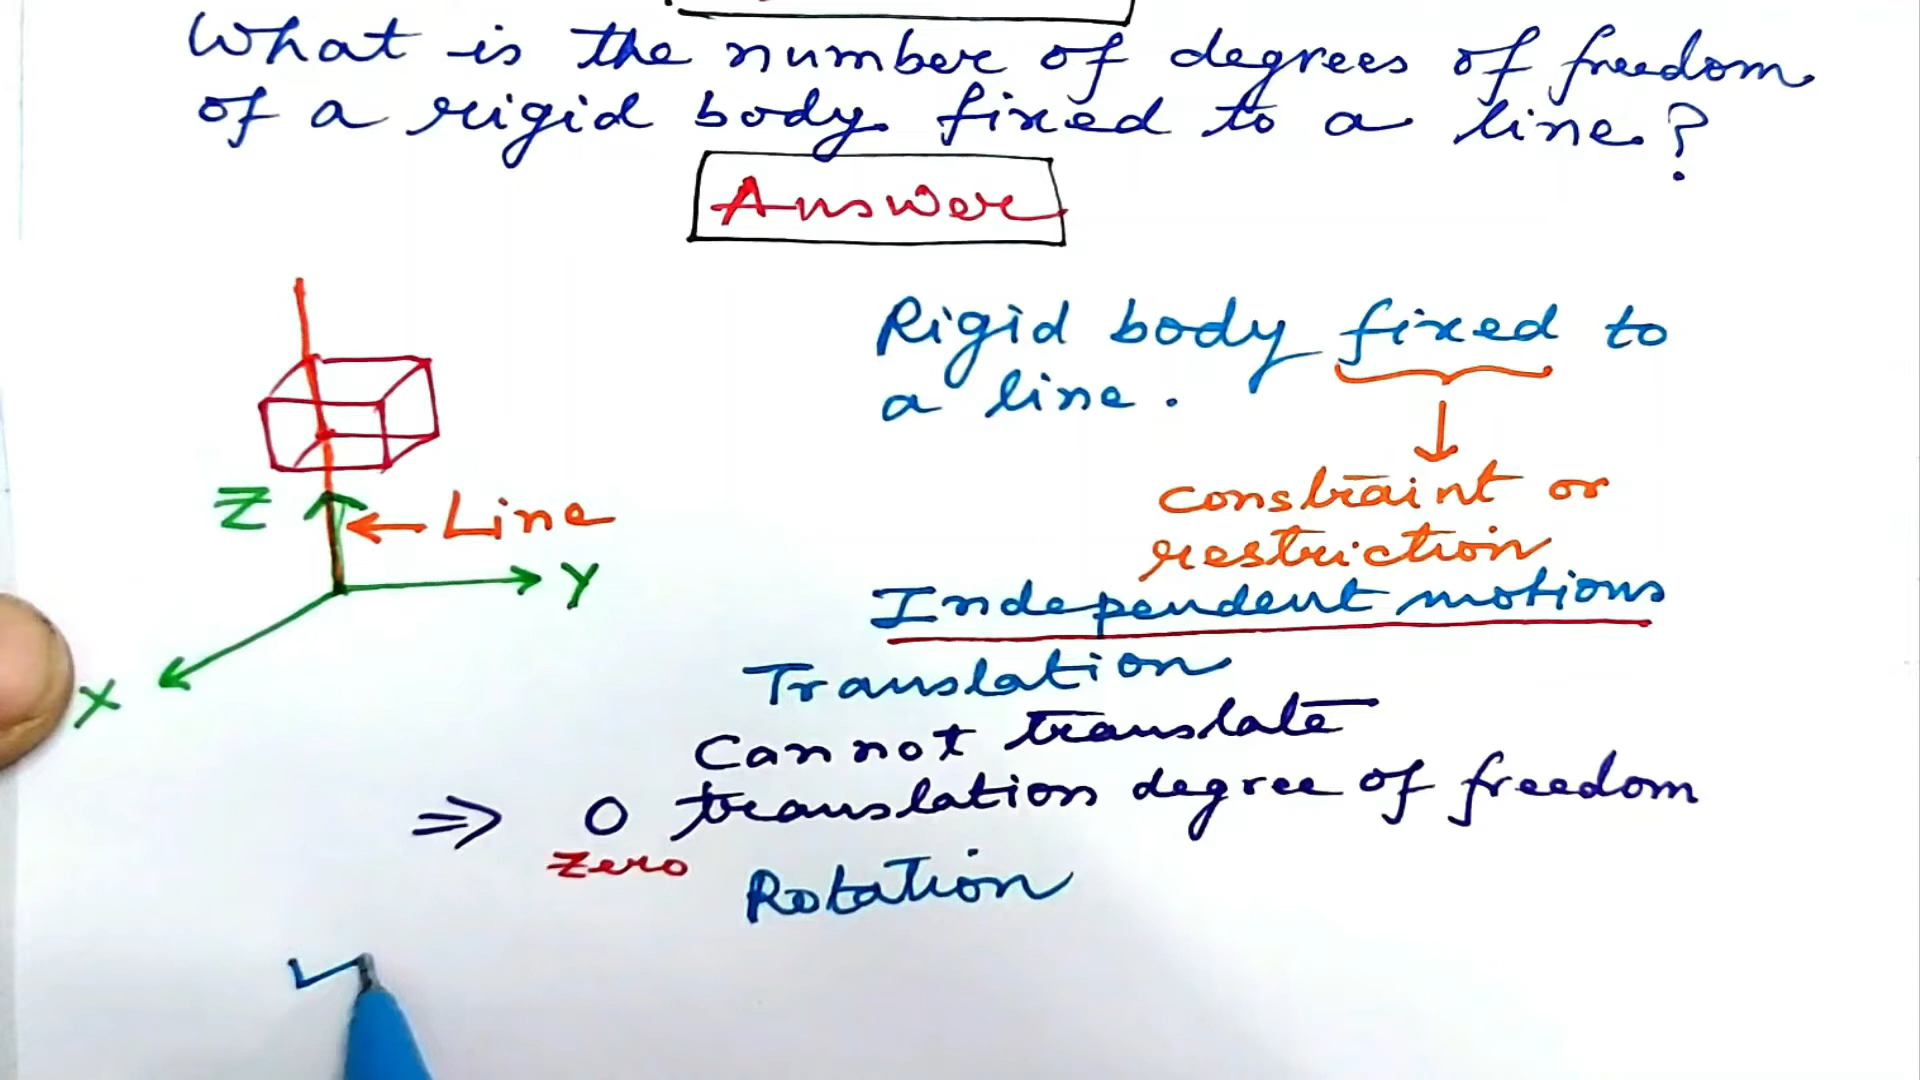 What is the number of degrees of freedom
of a rigid body fixed to a line?
Answer
Rigid body fixed to
a line.
constraint or
restriction
Z
Line
Y
X
Independent motions
Translation
Cannot translate
⇒ 0 translation degree of freedom
Zero
Rotation